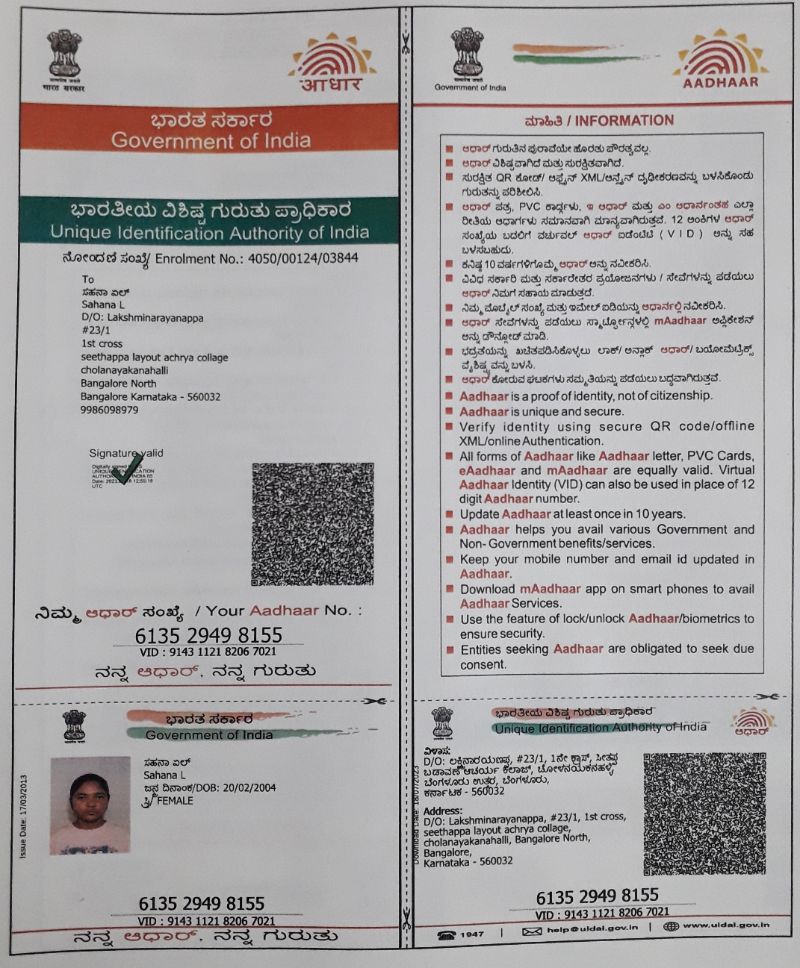 भारत सरकार
आधार
ಭಾರತ ಸರ್ಕಾರ
Government of India
ಭಾರತೀಯ ವಿಶಿಷ್ಟ ಗುರುತು ಪ್ರಾಧಿಕಾರ
Unique Identification Authority of India
ನೋಂದಣಿ ಸಂಖ್ಯೆ/ Enrolment No.: 4050/00124/03844
To
ಸಹನಾ ಎಲ್
Sahana L
D/O: Lakshminarayanappa
#23/1
1st cross
seethappa layout achrya collage
cholanayakanahalli
Bangalore North
Bangalore Karnataka - 560032
9986098979
Signature valid
ನಿಮ್ಮ ಆಧಾರ್ ಸಂಖ್ಯೆ / Your Aadhaar No. :
6135 2949 8155
VID : 9143 1121 8206 7021
ನನ್ನ ಆಧಾರ್, ನನ್ನ ಗುರುತು
Government of India
AADHAAR
ಮಾಹಿತಿ / INFORMATION
ಆಧಾರ್ ಗುರುತಿನ ಪುರಾವೆಯೇ ಹೊರತು ಪೌರತ್ವವಲ್ಲ.
ಆಧಾರ್ ವಿಶಿಷ್ಟವಾಗಿದೆ ಮತ್ತು ಸುರಕ್ಷಿತವಾಗಿದೆ.
ಸುರಕ್ಷಿತ QR ಕೋಡ್/ ಆಫ್ಲೈನ್ XML/ಆನ್ಲೈನ್ ದೃಢೀಕರಣವನ್ನು ಬಳಸಿಕೊಂಡು
ಗುರುತನ್ನು ಪರಿಶೀಲಿಸಿ.
ಆಧಾರ್ ಪತ್ರ, PVC ಕಾರ್ಡ್ಗಳು, ಇ ಆಧಾರ್ ಮತ್ತು ಎಂ ಆಧಾರ್ನಂತಹ ಎಲ್ಲಾ
ರೀತಿಯ ಆಧಾರ್ಗಳು ಸಮಾನವಾಗಿ ಮಾನ್ಯವಾಗಿರುತ್ತವೆ. 12 ಅಂಕಿಗಳ ಆಧಾರ್
ಸಂಖ್ಯೆಯ ಬದಲಿಗೆ ವರ್ಚುವಲ್ ಆಧಾರ್ ಐಡೆಂಟಿಟಿ (VID) ಅನ್ನು ಸಹ
ಬಳಸಬಹುದು.
ಕನಿಷ್ಠ 10 ವರ್ಷಗಳಿಗೊಮ್ಮೆ ಆಧಾರ್ ಅನ್ನು ನವೀಕರಿಸಿ.
ವಿವಿಧ ಸರ್ಕಾರಿ ಮತ್ತು ಸರ್ಕಾರೇತರ ಪ್ರಯೋಜನಗಳು / ಸೇವೆಗಳನ್ನು ಪಡೆಯಲು
ಆಧಾರ್ ನಿಮಗೆ ಸಹಾಯ ಮಾಡುತ್ತದೆ.
ನಿಮ್ಮ ಮೊಬೈಲ್ ಸಂಖ್ಯೆ ಮತ್ತು ಇಮೇಲ್ ಐಡಿಯನ್ನು ಆಧಾರ್ನಲ್ಲಿ ನವೀಕರಿಸಿ.
ಆಧಾರ್ ಸೇವೆಗಳನ್ನು ಪಡೆಯಲು ಸ್ಮಾರ್ಟ್ಫೋನ್ಗಳಲ್ಲಿ mAadhaar ಅಪ್ಲಿಕೇಶನ್
ಅನ್ನು ಡೌನ್ಲೋಡ್ ಮಾಡಿ.
ಭದ್ರತೆಯನ್ನು ಖಚಿತಪಡಿಸಿಕೊಳ್ಳಲು ಲಾಕ್/ ಅನ್ಲಾಕ್ ಆಧಾರ್/ ಬಯೋಮೆಟ್ರಿಕ್ಸ್
ವೈಶಿಷ್ಟ್ಯವನ್ನು ಬಳಸಿ.
ಆಧಾರ್ ಕೋರುವ ಘಟಕಗಳು ಸಮ್ಮತಿಯನ್ನು ಪಡೆಯಲು ಬದ್ಧವಾಗಿರುತ್ತವೆ.
Aadhaar is a proof of identity, not of citizenship.
Aadhaar is unique and secure.
Verify identity using secure QR code/offline
XML/online Authentication.
All forms of Aadhaar like Aadhaar letter, PVC Cards,
eAadhaar and mAadhaar are equally valid. Virtual
Aadhaar Identity (VID) can also be used in place of 12
digit Aadhaar number.
Update Aadhaar at least once in 10 years.
Aadhaar helps you avail various Government and
Non- Government benefits/services.
Keep your mobile number and email id updated in
Aadhaar.
Download mAadhaar app on smart phones to avail
Aadhaar Services.
Use the feature of lock/unlock Aadhaar/biometrics to
ensure security.
Entities seeking Aadhaar are obligated to seek due
consent.
ಭಾರತ ಸರ್ಕಾರ
Government of India
Issue Date: 17/03/2013
ಸಹನಾ ಎಲ್
Sahana L
ಜನ್ಮ ದಿನಾಂಕ/DOB: 20/02/2004
ಸ್ತ್ರೀ/ FEMALE
6135 2949 8155
VID : 9143 1121 8206 7021
ನನ್ನ ಆಧಾರ್, ನನ್ನ ಗುರುತು
ಭಾರತೀಯ ವಿಶಿಷ್ಟ ಗುರುತು ಪ್ರಾಧಿಕಾರ
Unique Identification Authority of India
ಆಧಾರ್
ವಿಳಾಸ:
D/O: ಲಕ್ಷ್ಮಿನಾರಾಯಣಪ್ಪ, #23/1, 1ನೇ ಕ್ರಾಸ್, ಸೀತಪ್ಪ
ಬಡಾವಣೆ ಆಚರ್ಯ ಕಲಾಜ್, ಚೋಳನಾಯಕನಹಳ್ಳಿ,
ಬೆಂಗಳೂರು ಉತ್ತರ, ಬೆಂಗಳೂರು,
ಕರ್ನಾಟಕ - 560032
Address:
D/O: Lakshminarayanappa, #23/1, 1st cross,
seethappa layout achrya collage,
cholanayakanahalli, Bangalore North,
Bangalore,
Karnataka - 560032
6135 2949 8155
VID : 9143 1121 8206 7021
1947 | help@uidai.gov.in | www.uidai.gov.in